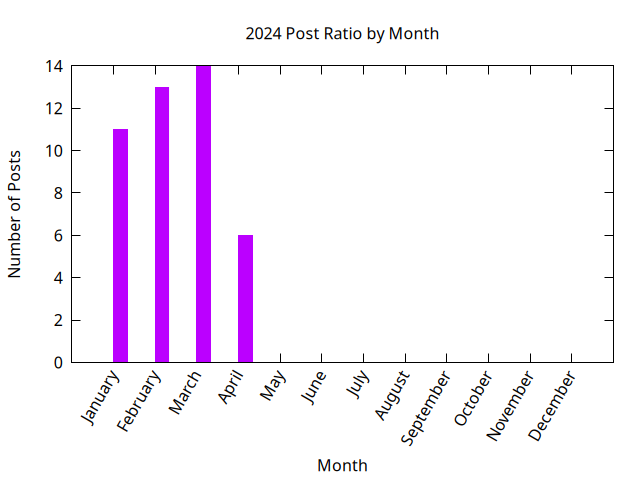 2024 Post Ratio by Month
14
12
10
8
6
4
2
0
Number of Posts
January
February
March
April
May
June
July
August
September
October
November
December
Month